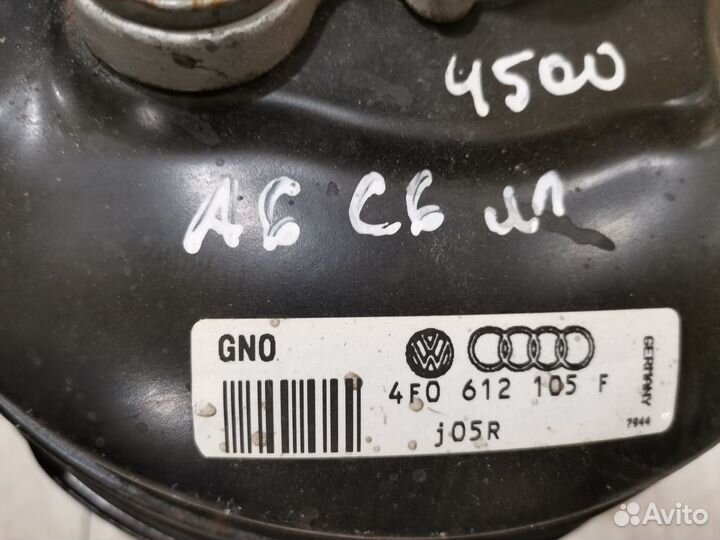 4500
A6 C6
GNO
4F0 612 105 F
j05R
GERMANY
7944
Avito